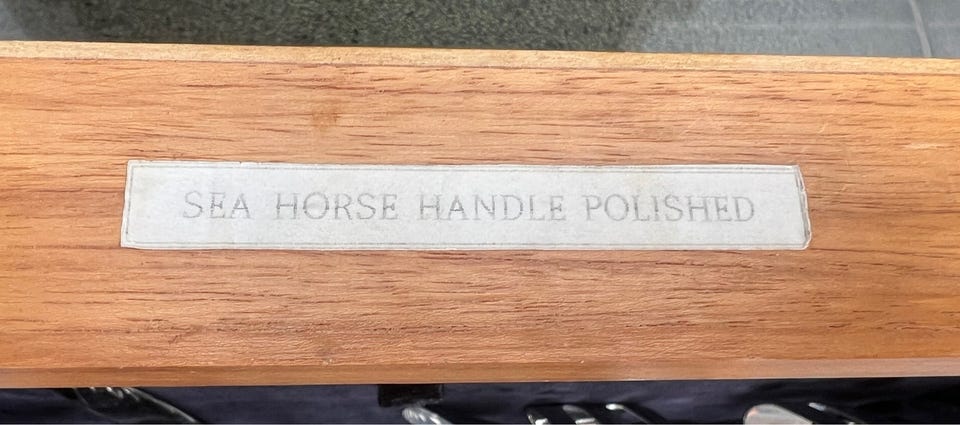 SEA HORSE HANDLE POLISHED